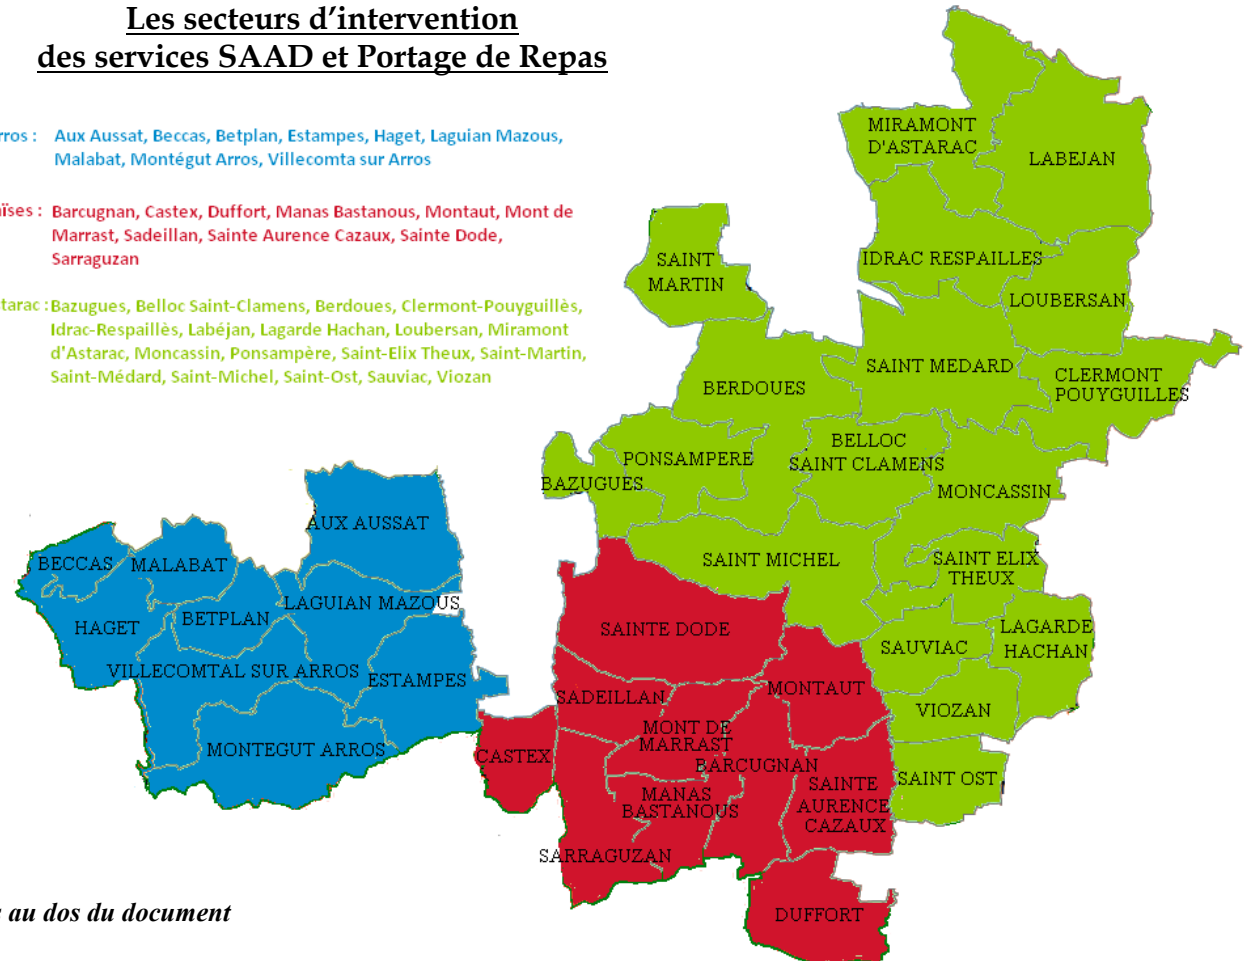 Les secteurs d’intervention
des services SAAD et Portage de Repas
rros : Aux Aussat, Beccas, Betplan, Estampes, Haget, Laguian Mazous,
Malabat, Montégut Arros, Villecomta sur Arros
ïses : Barcugnan, Castex, Duffort, Manas Bastanous, Montaut, Mont de
Marrast, Sadeillan, Sainte Aurence Cazaux, Sainte Dode,
Sarraguzan
tarac : Bazugues, Belloc Saint-Clamens, Berdoues, Clermont-Pouyguillès,
Idrac-Respaillès, Labéjan, Lagarde Hachan, Loubersan, Miramont
d'Astarac, Moncassin, Ponsampère, Saint-Elix Theux, Saint-Martin,
Saint-Médard, Saint-Michel, Saint-Ost, Sauviac, Viozan
MIRAMONT
D'ASTARAC
LABEJAN
SAINT
MARTIN
IDRAC RESPAILLES
LOUBERSAN
SAINT MEDARD
CLERMONT
POUYGUILLES
BERDOUES
BELLOC
SAINT CLAMENS
PONSAMPERE
BAZUGUES
MONCASSIN
SAINT MICHEL
SAINT ELIX
THEUX
AUX AUSSAT
BECCAS
MALABAT
LAGUIAN MAZOUS
BETPLAN
HAGET
VILLECOMTAL SUR ARROS
ESTAMPES
MONTEGUT ARROS
SAINTE DODE
SAUVIAC
LAGARDE
HACHAN
SADEILLAN
MONTAUT
VIOZAN
MONT DE
MARRAST
CASTEX
BARCUGNAN
SAINT OST
SAINTE
AURENCE
CAZAUX
MANAS
BASTANOUS
SARRAGUZAN
DUFFORT
au dos du document